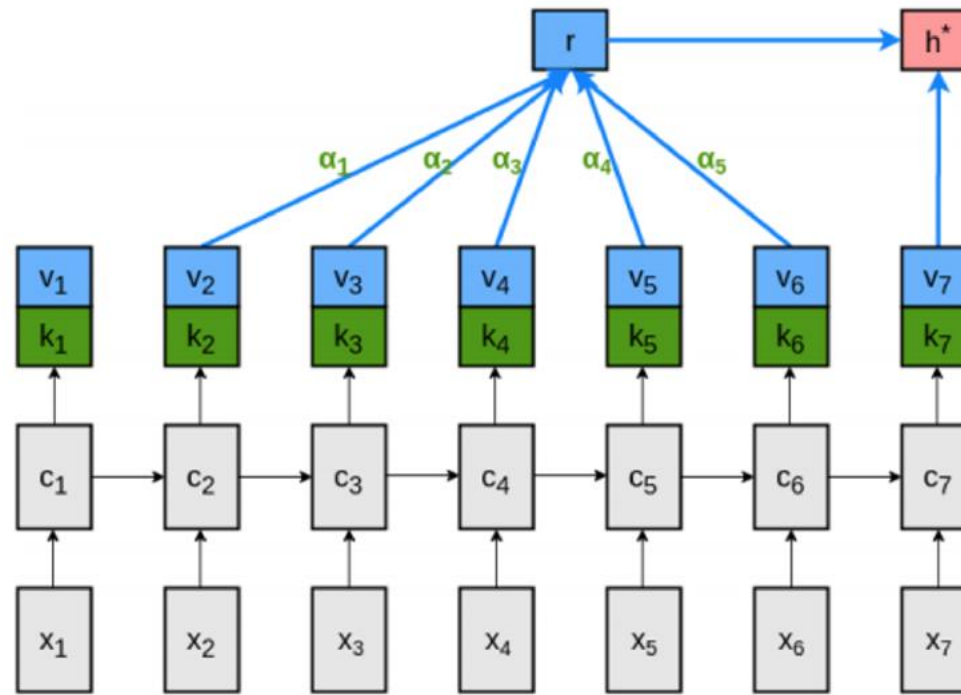 r h*
α₁ α₂ α₃ α₄ α₅
v₁ v₂ v₃ v₄ v₅ v₆ v₇
k₁ k₂ k₃ k₄ k₅ k₆ k₇
c₁ c₂ c₃ c₄ c₅ c₆ c₇
x₁ x₂ x₃ x₄ x₅ x₆ x₇